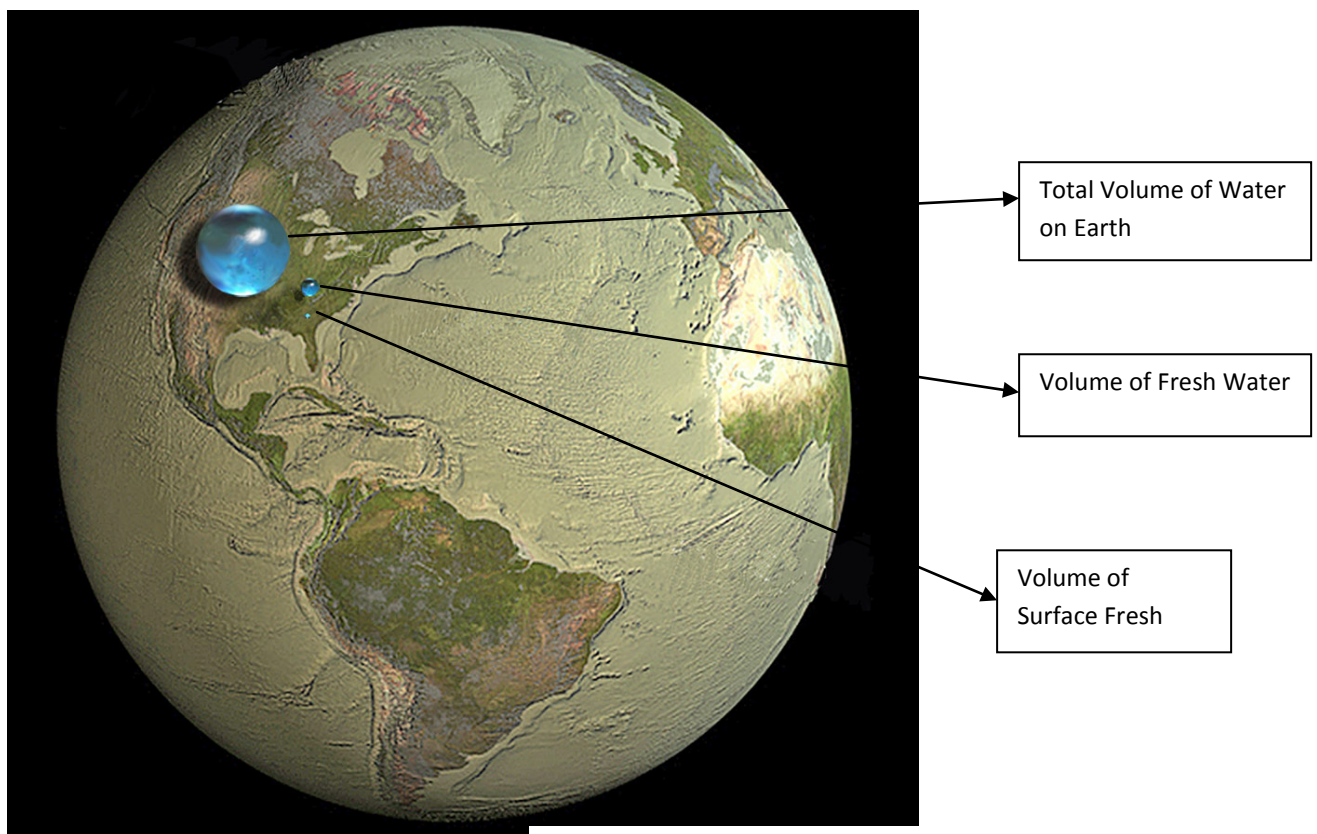 Total Volume of Water
on Earth
Volume of Fresh Water
Volume of
Surface Fresh